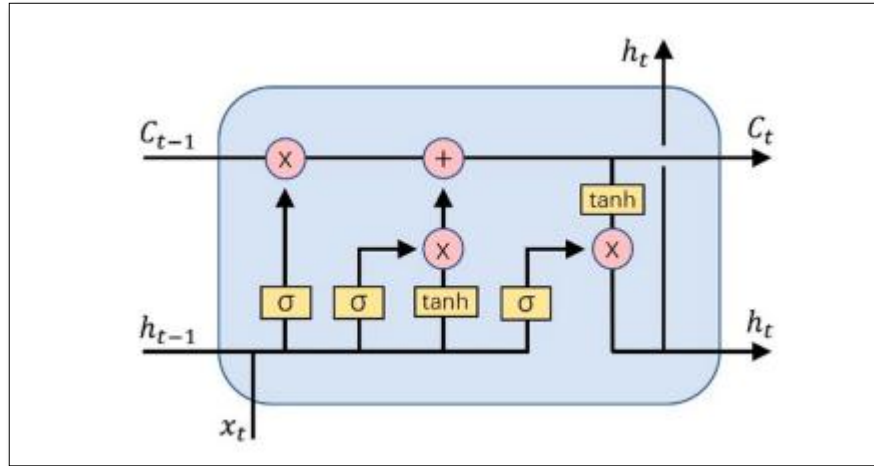 h_t
C_{t-1} C_t
x +
tanh
x x
σ σ tanh σ
h_{t-1} h_t
x_t